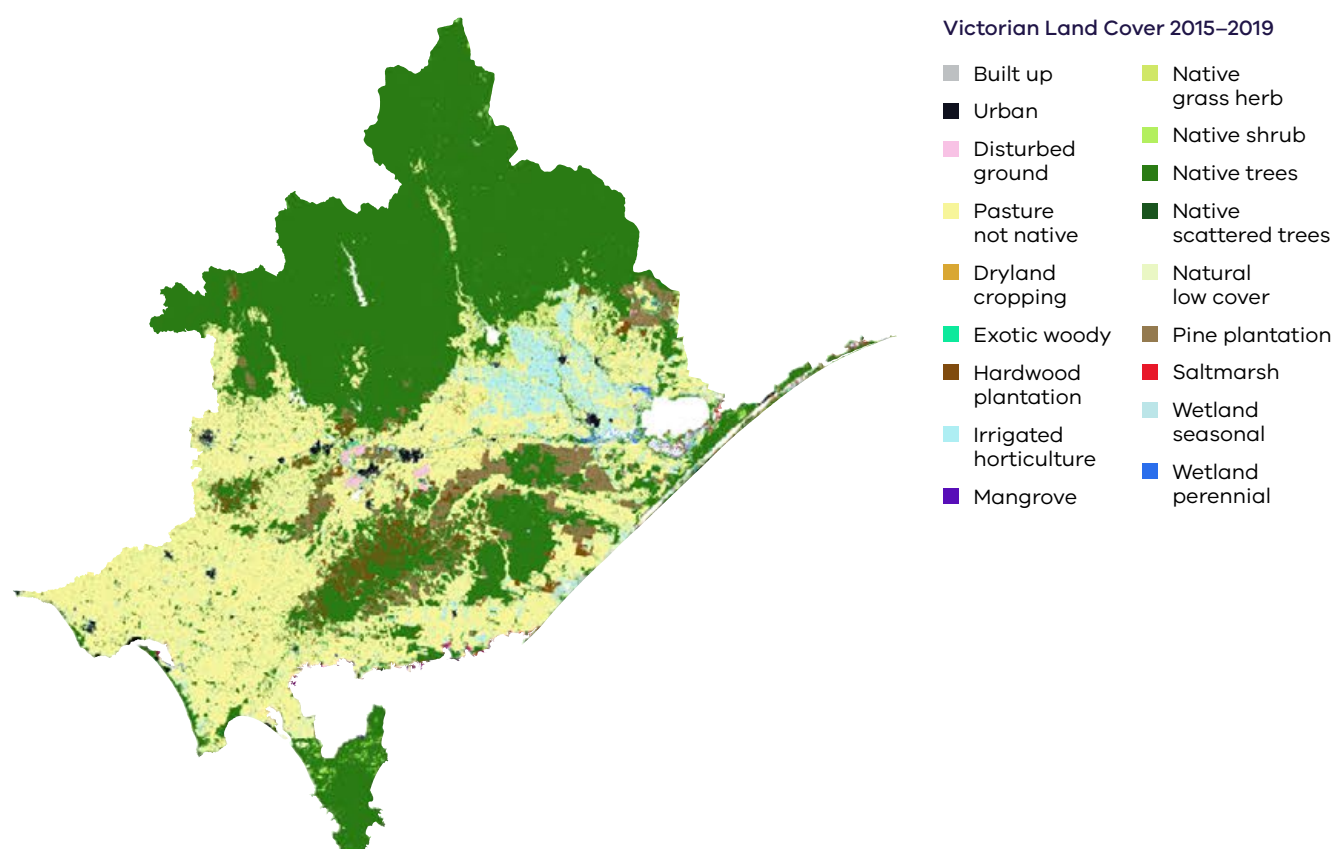 Victorian Land Cover 2015–2019
Built up
Urban
Disturbed
ground
Pasture
not native
Dryland
cropping
Exotic woody
Hardwood
plantation
Irrigated
horticulture
Mangrove
Native
grass herb
Native shrub
Native trees
Native
scattered trees
Natural
low cover
Pine plantation
Saltmarsh
Wetland
seasonal
Wetland
perennial